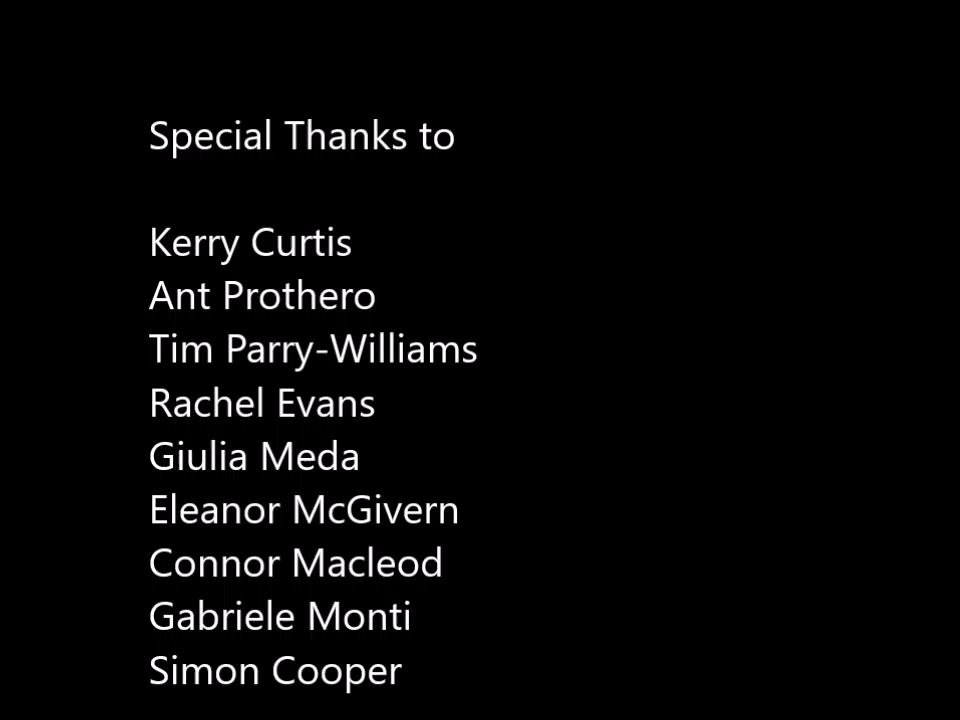 Special Thanks to
Kerry Curtis
Ant Prothero
Tim Parry-Williams
Rachel Evans
Giulia Meda
Eleanor McGivern
Connor Macleod
Gabriele Monti
Simon Cooper